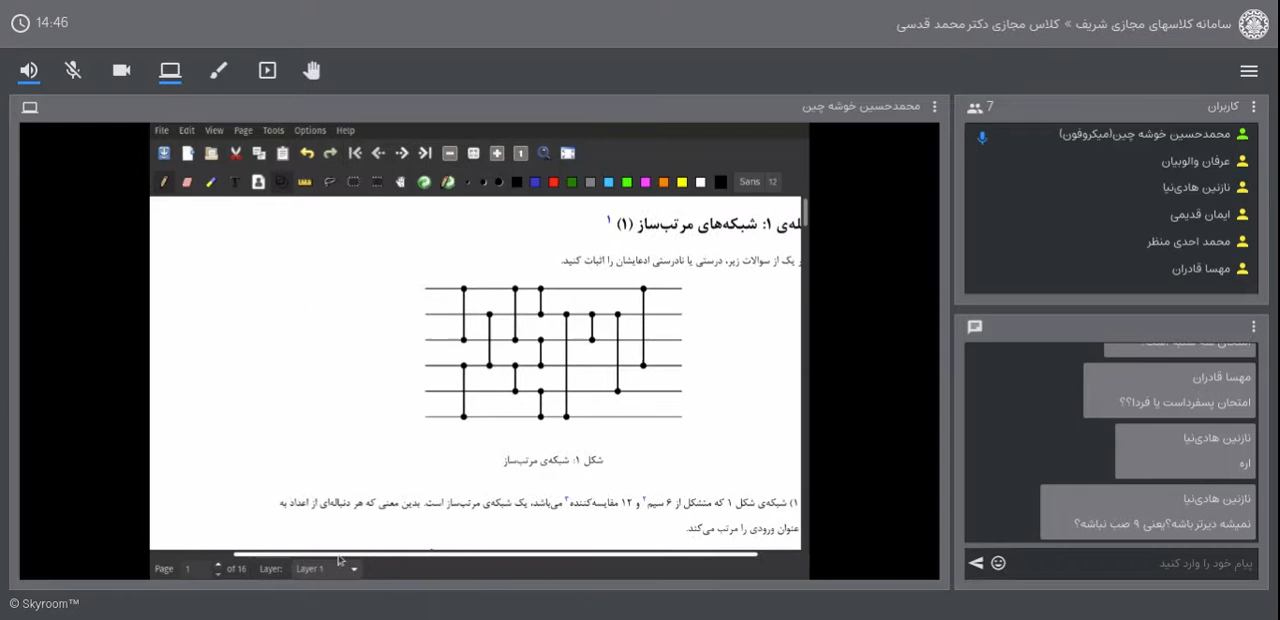 14:46
سامانه کلاسهای مجازی شریف » کلاس مجازی دکتر محمد قدسی
محمدحسین خوشه چین
File Edit View Page Tools Options Help
Sans 12
شبکه‌های مرتب‌ساز (۱) ۱
یک از سوالات زیر، درستی یا نادرستی ادعایشان را اثبات کنید.
شکل ۱: شبکه‌ی مرتب‌ساز
۱) شبکه‌ی شکل ۱ که متشکل از ۶ سیم۲ و ۱۲ مقایسه‌کننده۳ می‌باشد، یک شبکه‌ی مرتب‌ساز است. بدین معنی که هر دنباله‌ای از اعداد به
عنوان ورودی را مرتب می‌کند.
Page 1 of 16 Layer: Layer 1
کاربران
7
محمدحسین خوشه چین(میکروفون)
عرفان والوبیان
نازنین هادی‌نیا
ایمان قدیمی
محمد احدی منظر
مهسا قادران
مهسا قادران
امتحان پسفرداست یا فردا؟؟
نازنین هادی‌نیا
اره
نازنین هادی‌نیا
نمیشه دیرتر باشه؟یعنی ۹ صب نباشه؟
پیام خود را وارد کنید
© Skyroom™